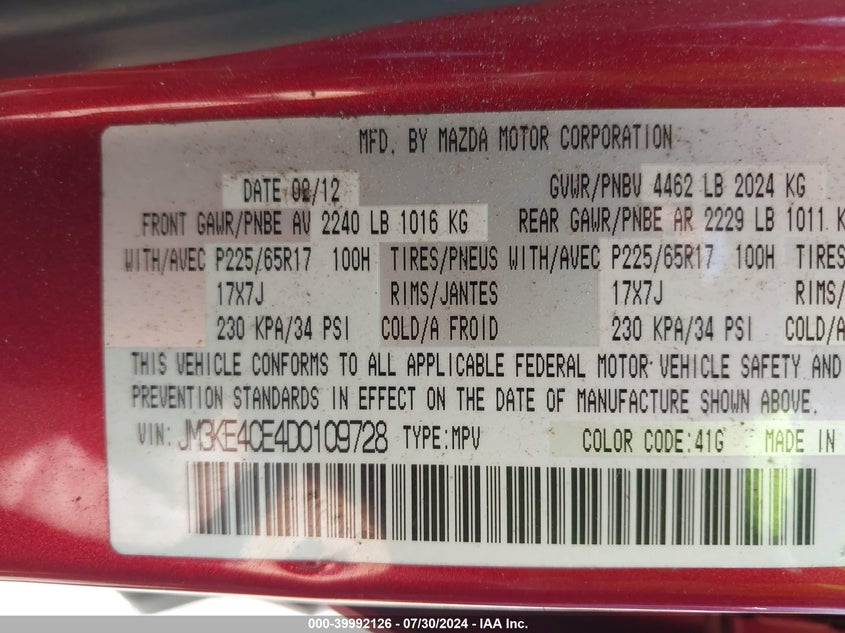 MFD. BY MAZDA MOTOR CORPORATION
DATE 02/12 GVWR/PNBV 4462 LB 2024 KG
FRONT GAWR/PNBE AV 2240 LB 1016 KG REAR GAWR/PNBE AR 2229 LB 1011 K
WITH/AVEC P225/65R17 100H TIRES/PNEUS WITH/AVEC P225/65R17 100H TIRES
17X7J RIMS/JANTES 17X7J RIMS/
230 KPA/34 PSI COLD/A FROID 230 KPA/34 PSI COLD/A
THIS VEHICLE CONFORMS TO ALL APPLICABLE FEDERAL MOTOR VEHICLE SAFETY AND
PREVENTION STANDARDS IN EFFECT ON THE DATE OF MANUFACTURE SHOWN ABOVE.
VIN: JM3KE4CE4D0109728 TYPE:MPV COLOR CODE:41G MADE IN
000-39992126 - 07/30/2024 - IAAI.com